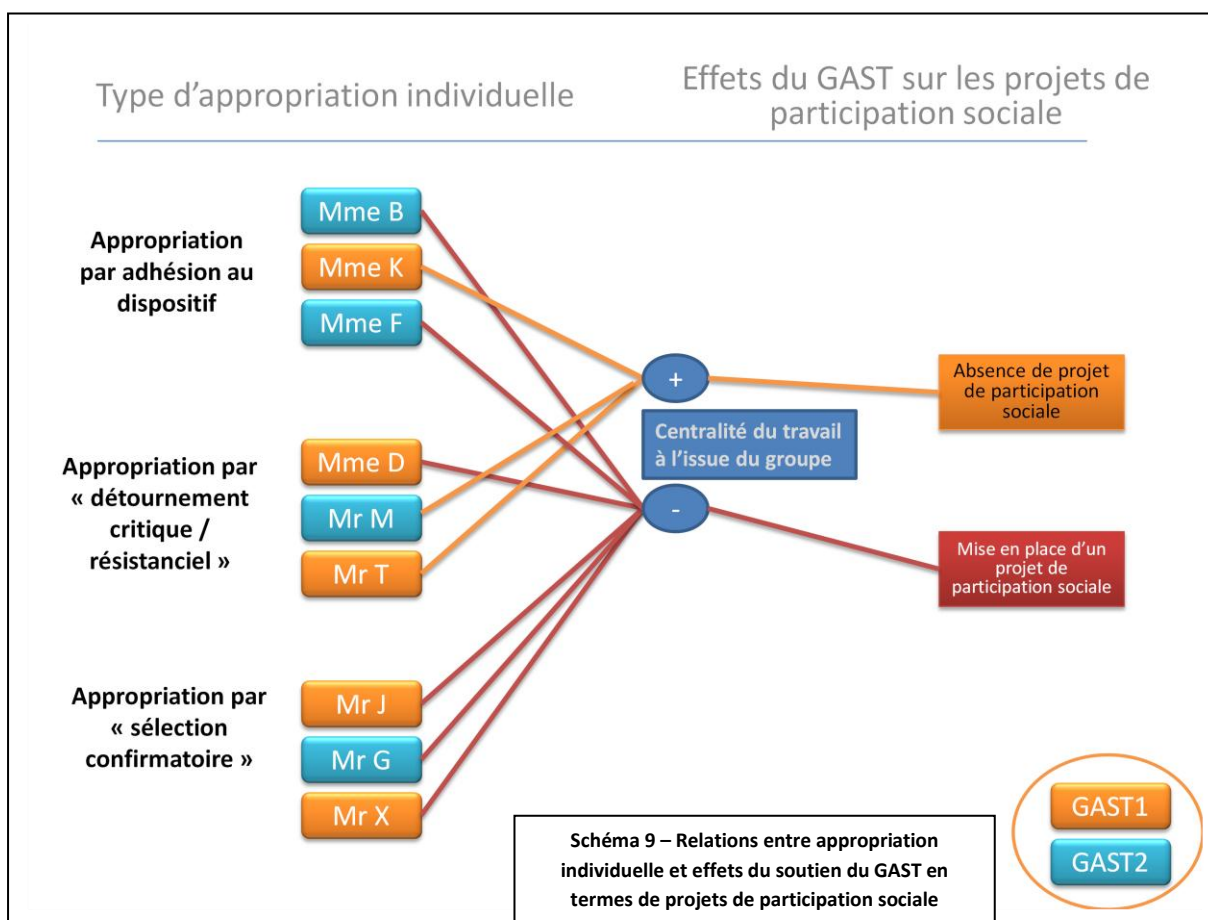 Type d'appropriation individuelle
Effets du GAST sur les projets de
participation sociale
Appropriation
par adhésion au
dispositif
Mme B
Mme K
Mme F
Appropriation par
« détournement
critique /
résistanciel »
Mme D
Mr M
Mr T
Appropriation par
« sélection
confirmatoire »
Mr J
Mr G
Mr X
+
Centralité du travail
à l'issue du groupe
-
Absence de projet
de participation
sociale
Mise en place d'un
projet de
participation sociale
GAST1
GAST2
Schéma 9 – Relations entre appropriation
individuelle et effets du soutien du GAST en
termes de projets de participation sociale